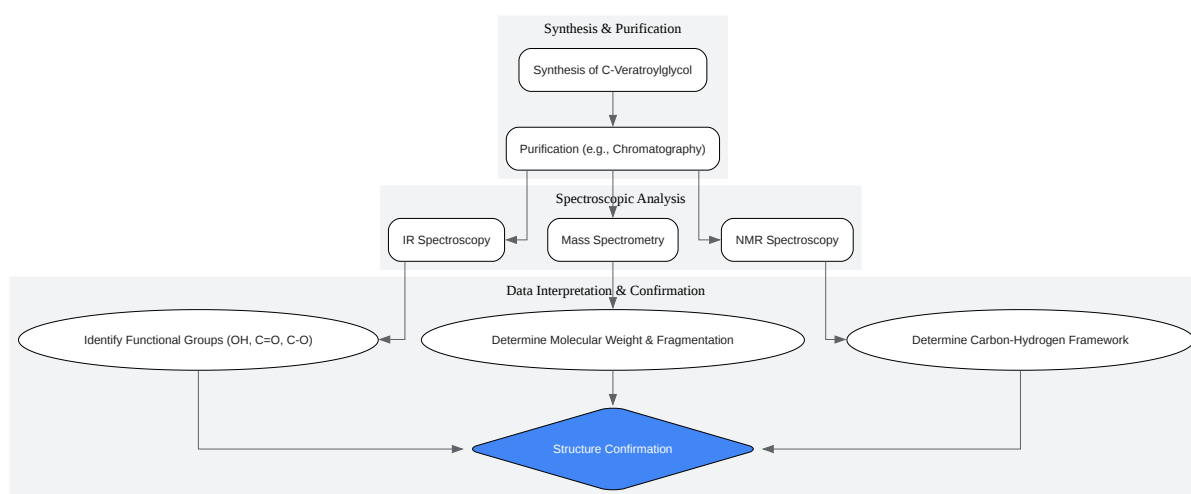 Synthesis & Purification
Synthesis of C-Veratroylglycol
Purification (e.g., Chromatography)
Spectroscopic Analysis
IR Spectroscopy
Mass Spectrometry
NMR Spectroscopy
Data Interpretation & Confirmation
Identify Functional Groups (OH, C=O, C-O)
Determine Molecular Weight & Fragmentation
Determine Carbon-Hydrogen Framework
Structure Confirmation